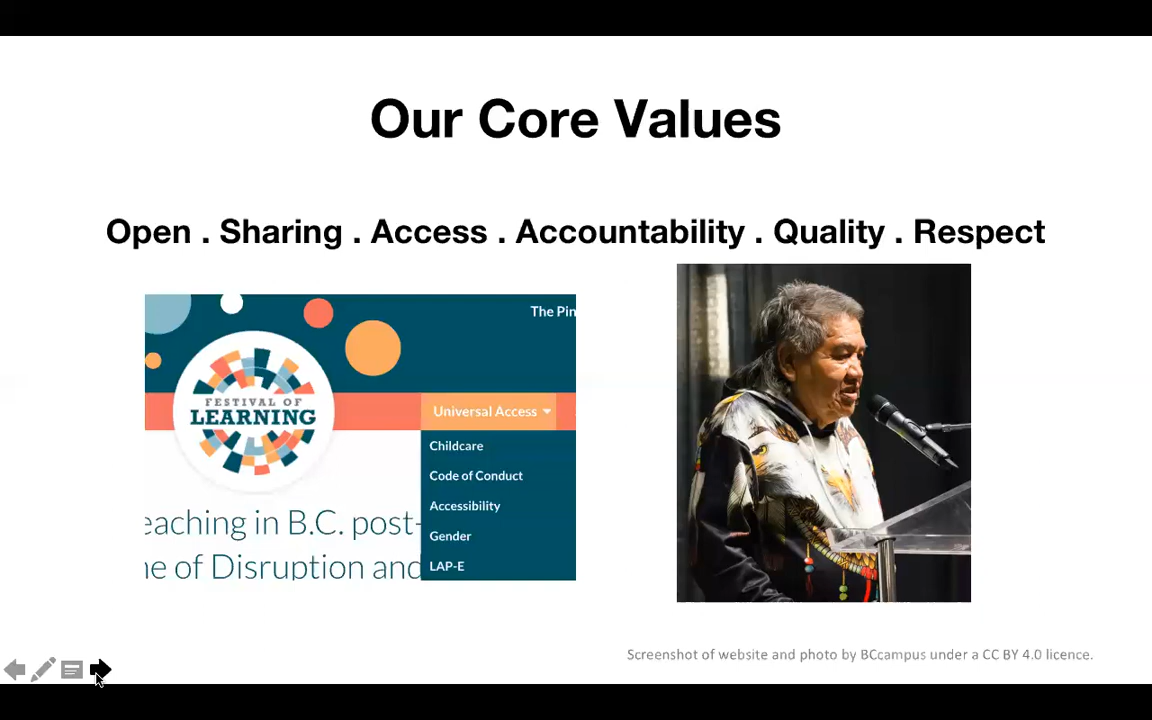 Our Core Values
Open . Sharing . Access . Accountability . Quality . Respect
The Pin
FESTIVAL OF
LEARNING
Universal Access
Childcare
Code of Conduct
Accessibility
Gender
LAP-E
eaching in B.C. post-
ne of Disruption and
Screenshot of website and photo by BCcampus under a CC BY 4.0 licence.